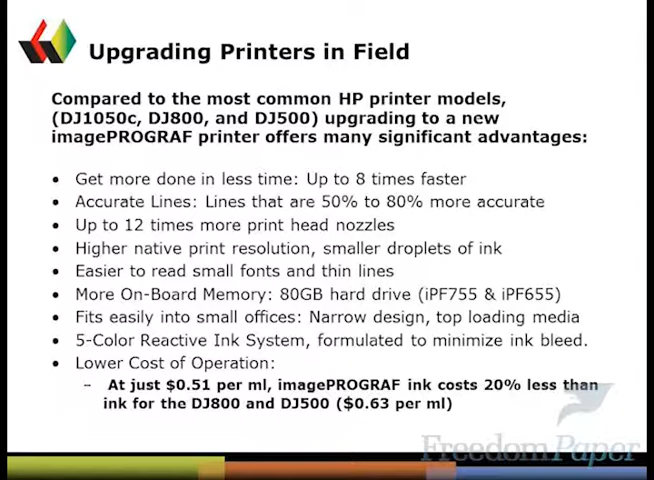 Upgrading Printers in Field
Compared to the most common HP printer models,
(DJ1050c, DJ800, and DJ500) upgrading to a new
imagePROGRAF printer offers many significant advantages:
• Get more done in less time: Up to 8 times faster
• Accurate Lines: Lines that are 50% to 80% more accurate
• Up to 12 times more print head nozzles
• Higher native print resolution, smaller droplets of ink
• Easier to read small fonts and thin lines
• More On-Board Memory: 80GB hard drive (iPF755 & iPF655)
• Fits easily into small offices: Narrow design, top loading media
• 5-Color Reactive Ink System, formulated to minimize ink bleed.
• Lower Cost of Operation:
– At just $0.51 per ml, imagePROGRAF ink costs 20% less than
ink for the DJ800 and DJ500 ($0.63 per ml)
FreedomPaper